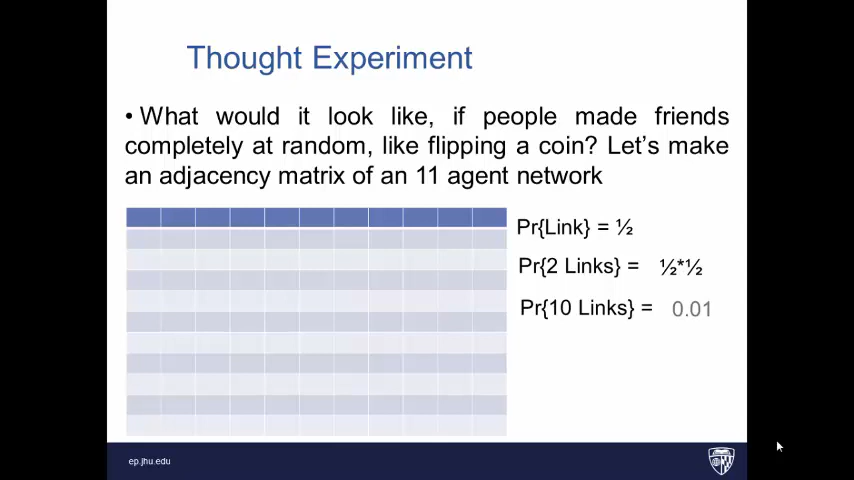 Thought Experiment
• What would it look like, if people made friends
completely at random, like flipping a coin? Let’s make
an adjacency matrix of an 11 agent network
Pr{Link} = ½
Pr{2 Links} = ½*½
Pr{10 Links} = 0.01
ep.jhu.edu